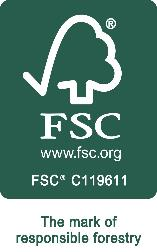 ®
FSC
www.fsc.org
FSC® C119611
The mark of
responsible forestry